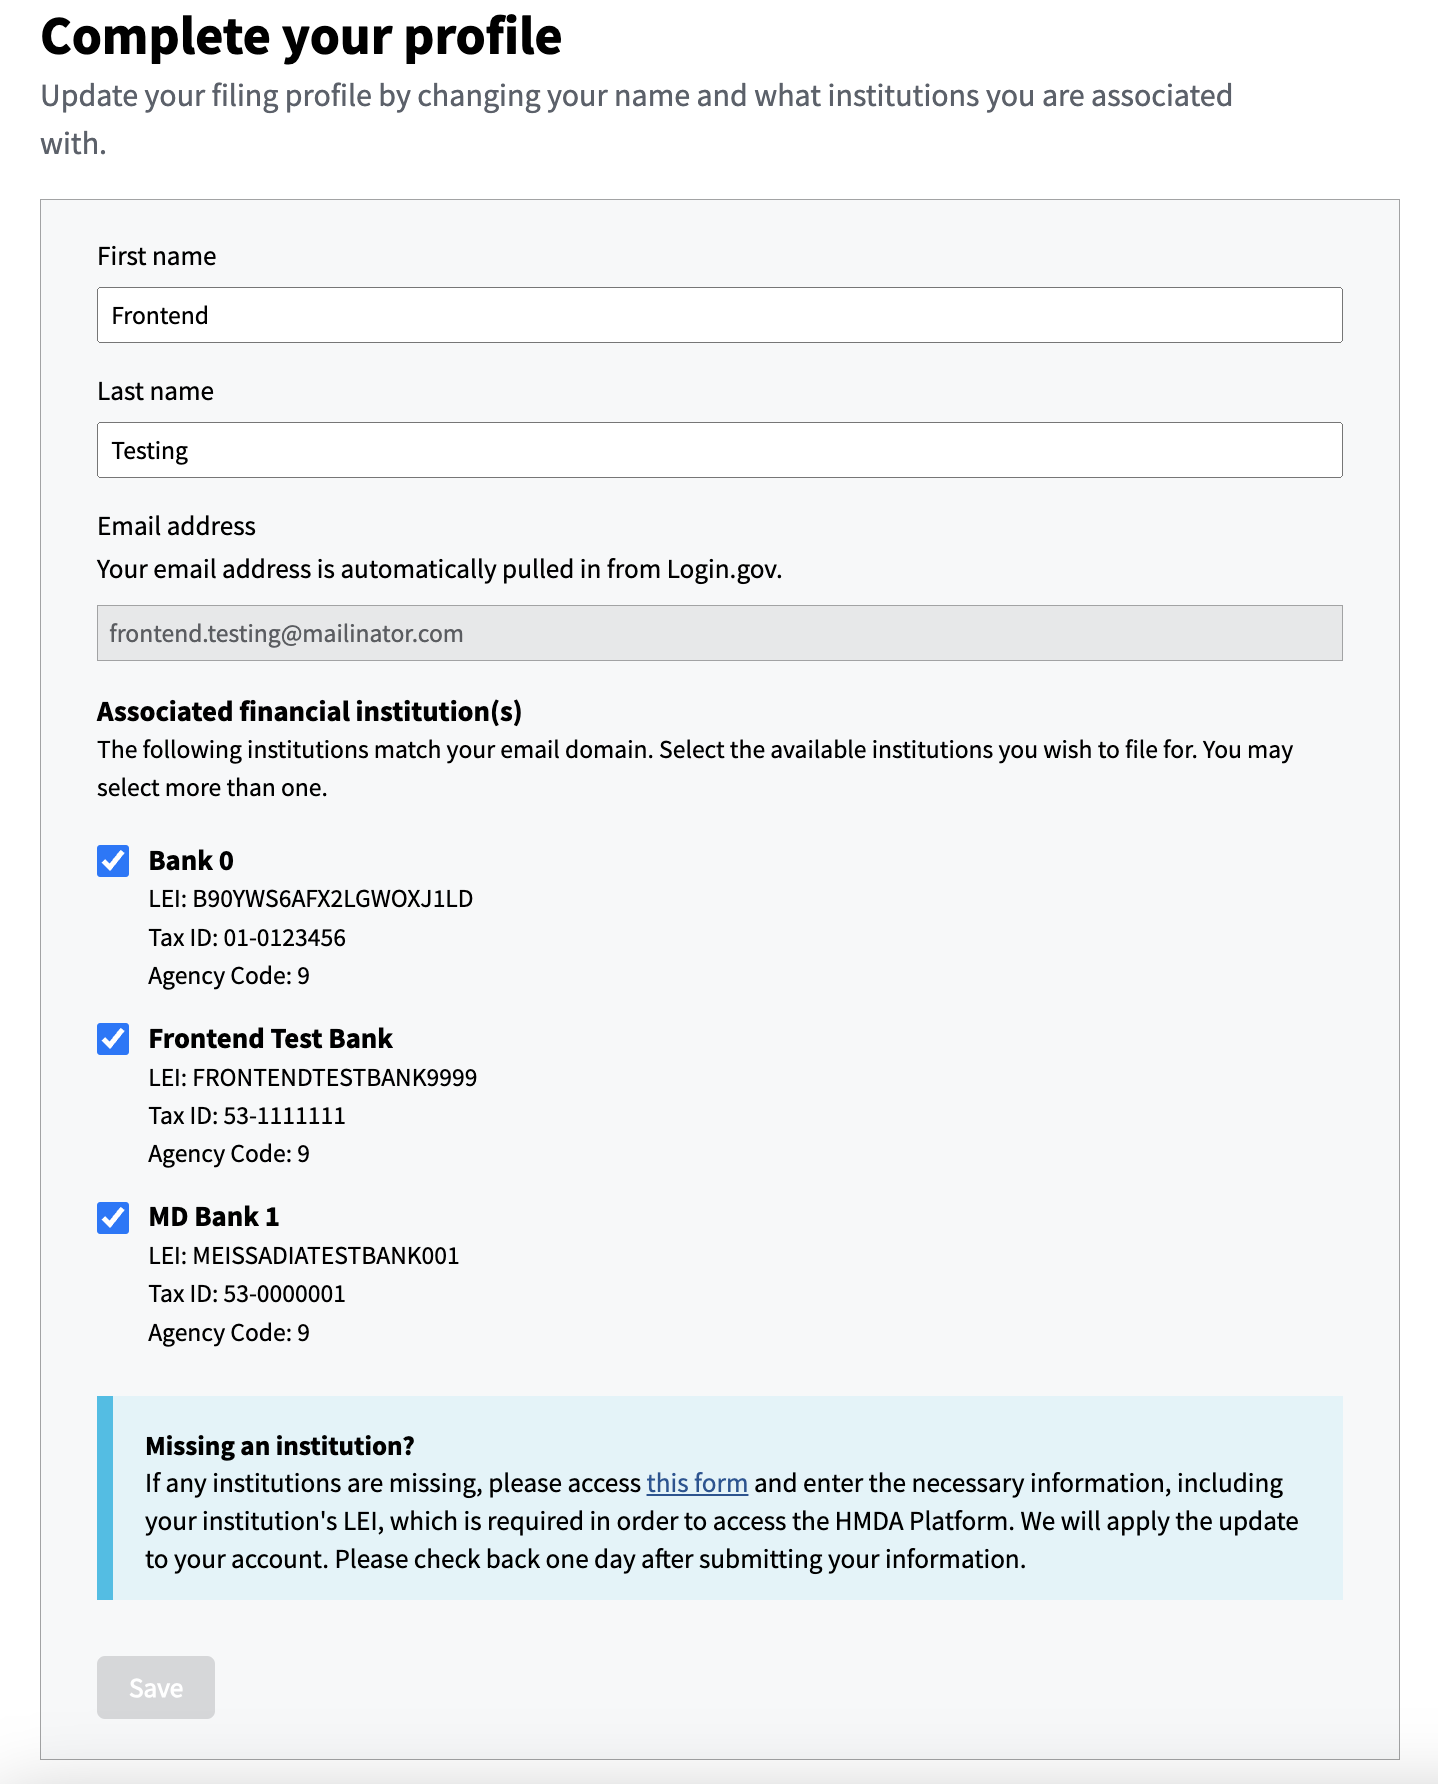 Complete your profile
Update your filing profile by changing your name and what institutions you are associated
with.
First name
Frontend
Last name
Testing
Email address
Your email address is automatically pulled in from Login.gov.
frontend.testing@mailinator.com
Associated financial institution(s)
The following institutions match your email domain. Select the available institutions you wish to file for. You may
select more than one.
Bank 0
LEI: B90YWS6AFX2LGWOXJ1LD
Tax ID: 01-0123456
Agency Code: 9
Frontend Test Bank
LEI: FRONTENDTESTBANK9999
Tax ID: 53-1111111
Agency Code: 9
MD Bank 1
LEI: MEISSADIATESTBANK001
Tax ID: 53-0000001
Agency Code: 9
Missing an institution?
If any institutions are missing, please access this form and enter the necessary information, including
your institution's LEI, which is required in order to access the HMDA Platform. We will apply the update
to your account. Please check back one day after submitting your information.
Save